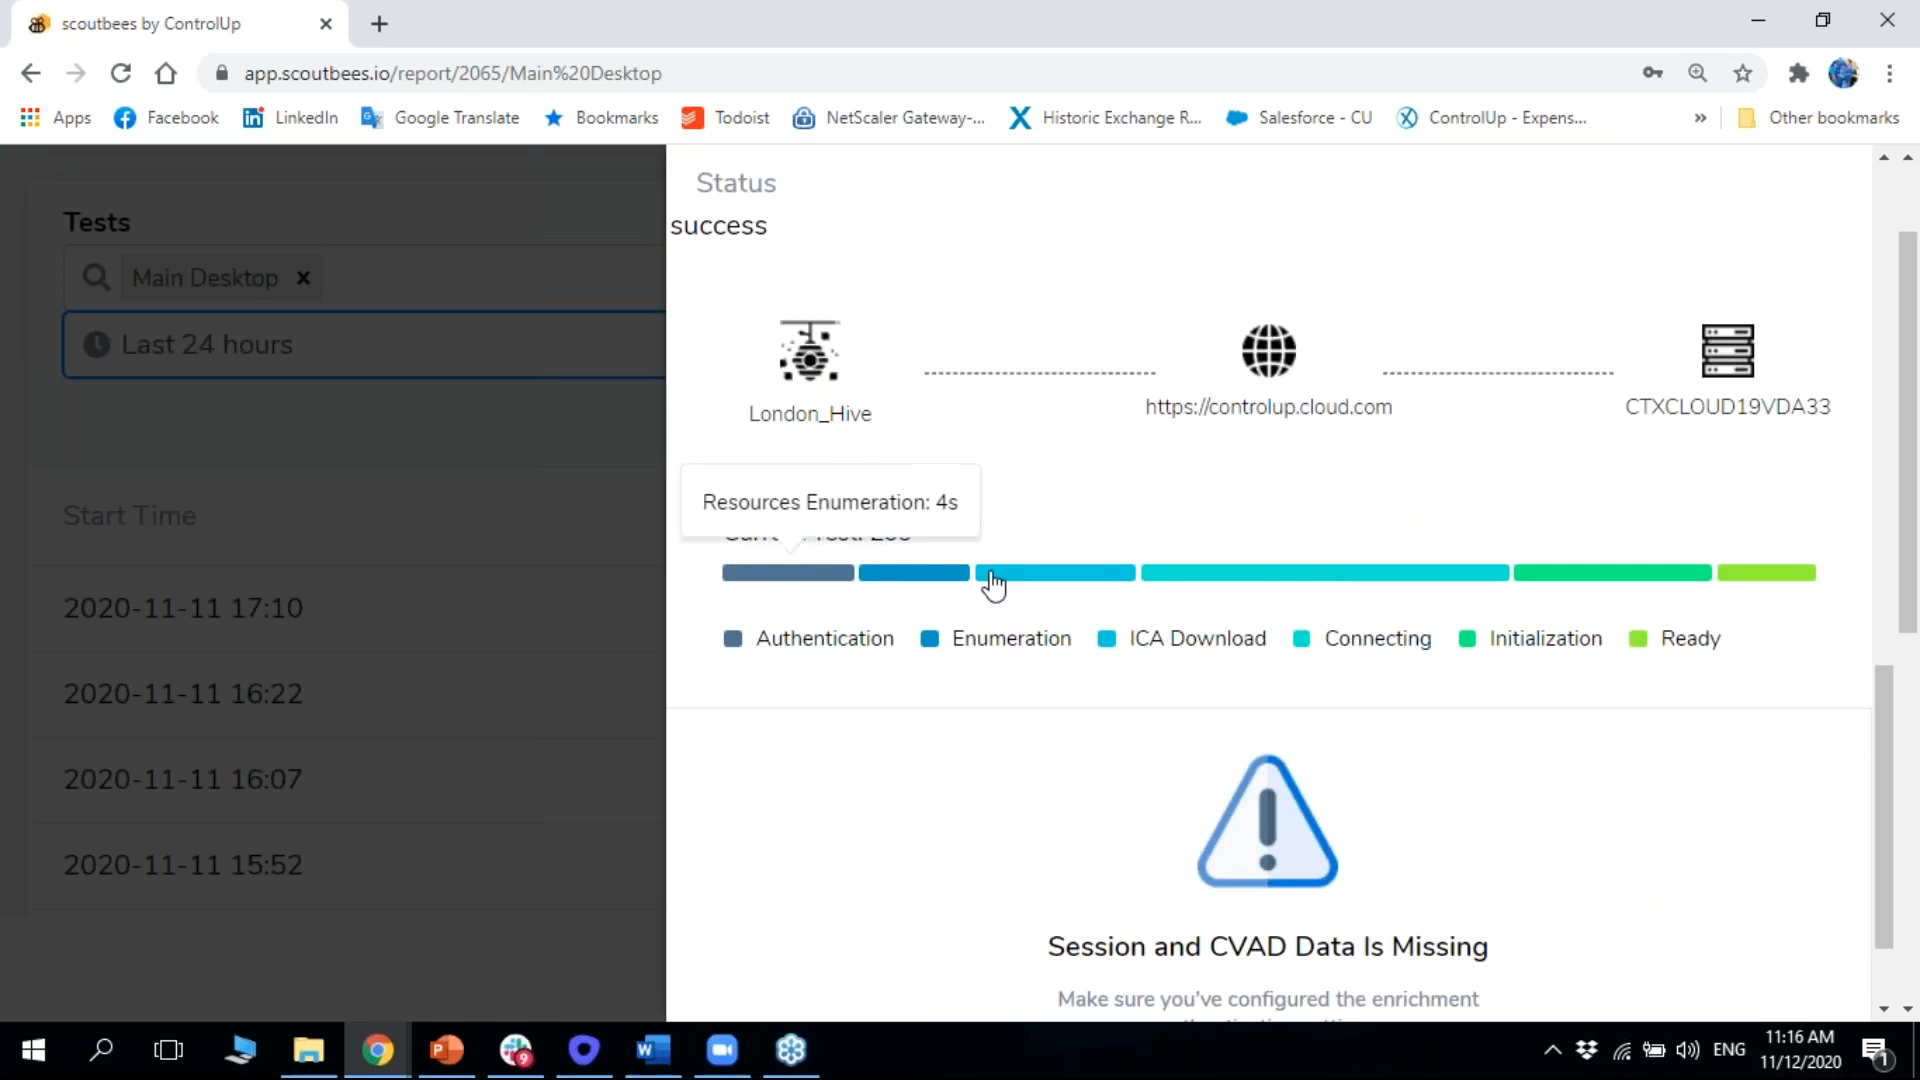 scoutbees by ControlUp
app.scoutbees.io/report/2065/Main%20Desktop
Apps Facebook LinkedIn Google Translate Bookmarks Todoist NetScaler Gateway-... Historic Exchange R... Salesforce - CU ControlUp - Expens... » Other bookmarks
Status
success
Tests
Main Desktop
Last 24 hours
London_Hive
https://controlup.cloud.com
CTXCLOUD19VDA33
Resources Enumeration: 4s
Authentication Enumeration ICA Download Connecting Initialization Ready
Start Time
2020-11-11 17:10
2020-11-11 16:22
2020-11-11 16:07
2020-11-11 15:52
Session and CVAD Data Is Missing
Make sure you've configured the enrichment
9
W
ENG
11:16 AM
11/12/2020
1